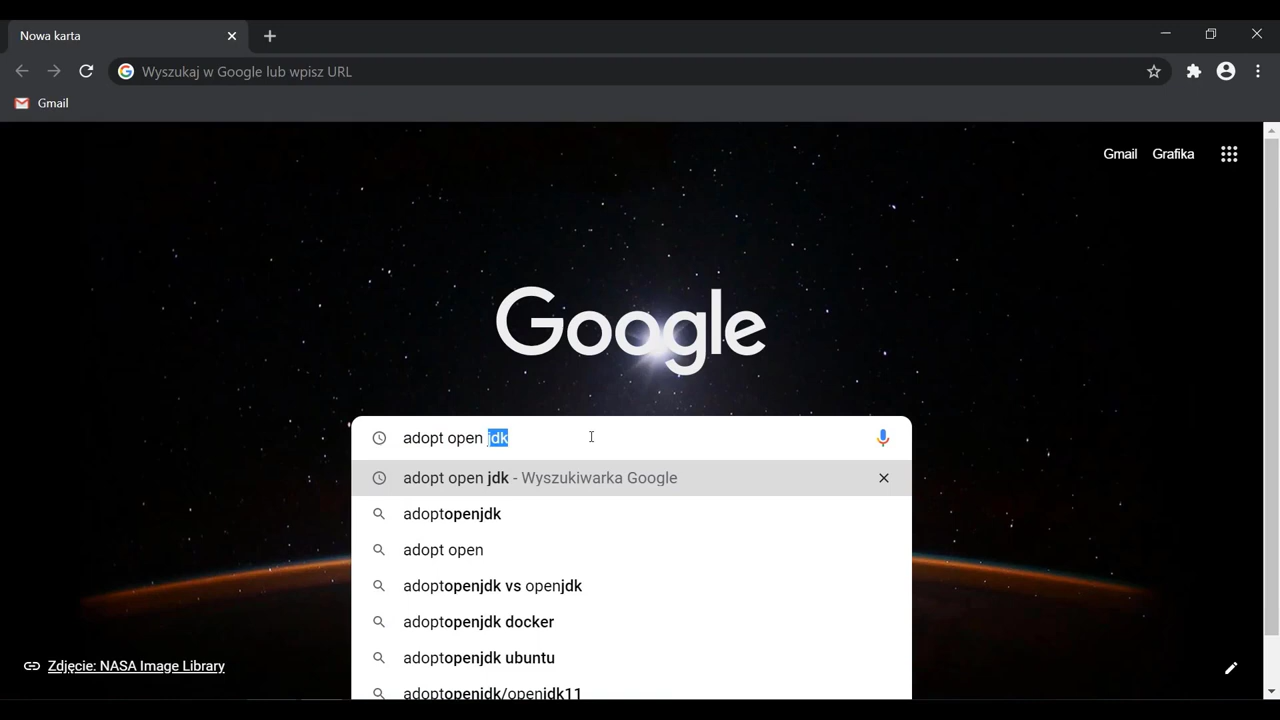 Nowa karta
Wyszukaj w Google lub wpisz URL
Gmail
Gmail Grafika
Google
adopt open jdk
adopt open jdk - Wyszukiwarka Google
adoptopenjdk
adopt open
adoptopenjdk vs openjdk
adoptopenjdk docker
adoptopenjdk ubuntu
adoptopenjdk/openjdk11
Zdjęcie: NASA Image Library